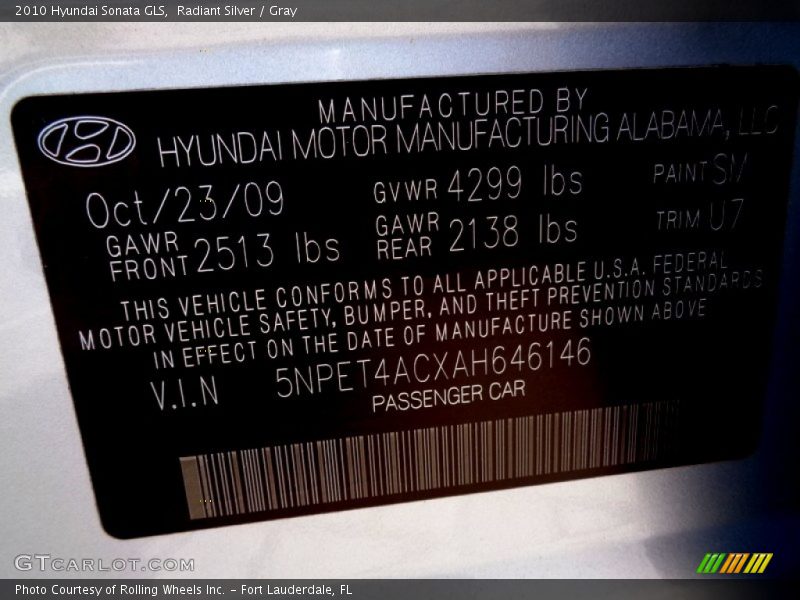 2010 Hyundai Sonata GLS, Radiant Silver / Gray
MANUFACTURED BY
HYUNDAI MOTOR MANUFACTURING ALABAMA, LLC
Oct/23/09 GVWR 4299 lbs PAINT SM
GAWR FRONT 2513 lbs GAWR REAR 2138 lbs TRIM U7
THIS VEHICLE CONFORMS TO ALL APPLICABLE U.S.A. FEDERAL
MOTOR VEHICLE SAFETY, BUMPER, AND THEFT PREVENTION STANDARDS
IN EFFECT ON THE DATE OF MANUFACTURE SHOWN ABOVE
V.I.N 5NPET4ACXAH646146
PASSENGER CAR
GTCARLOT.COM
Photo Courtesy of Rolling Wheels Inc. – Fort Lauderdale, FL